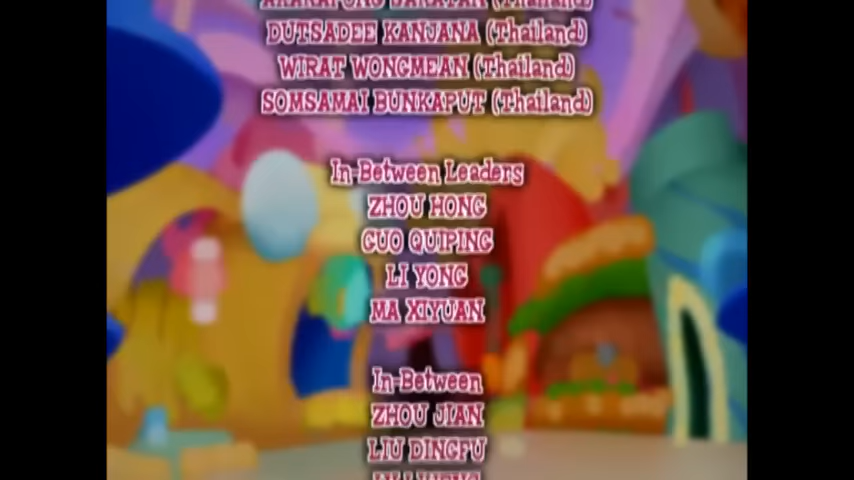 DUTSADEE KANJANA (Thailand)
WIRAT WONGMEAN (Thailand)
SOMSAMAI BUNKAPUT (Thailand)
In-Between Leaders
ZHOU HONG
GUO QUIPING
LI YONG
MA XIYUAN
In-Between
ZHOU JIAN
LIU DINGFU